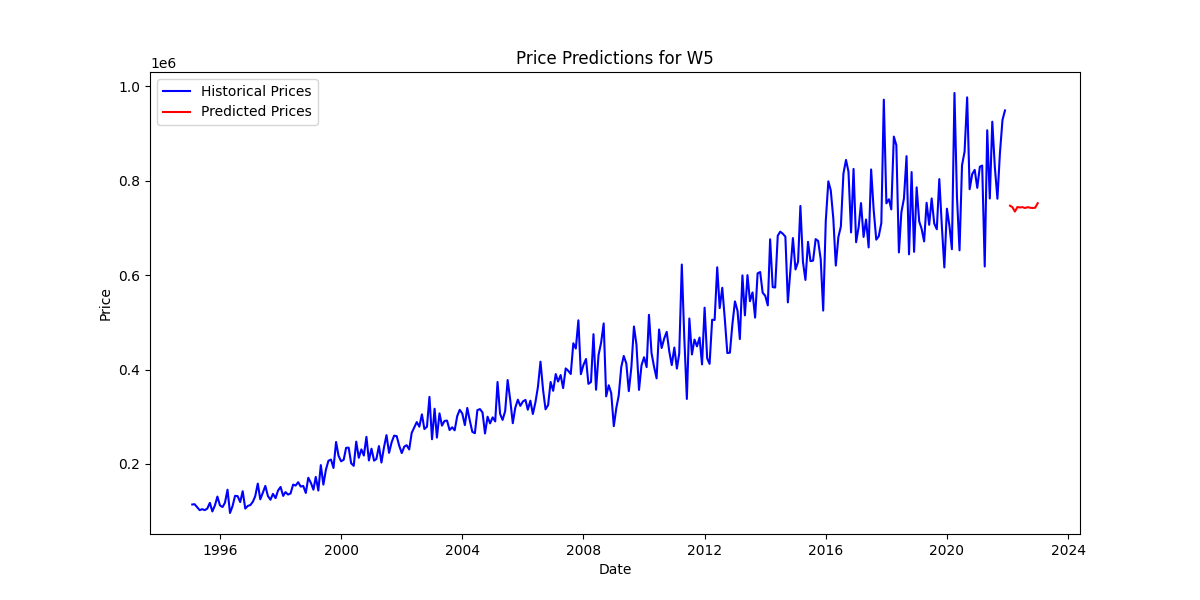 Price Predictions for W5
1e6
Historical Prices
Predicted Prices
1.0
0.8
0.6
0.4
0.2
Price
1996 2000 2004 2008 2012 2016 2020 2024
Date